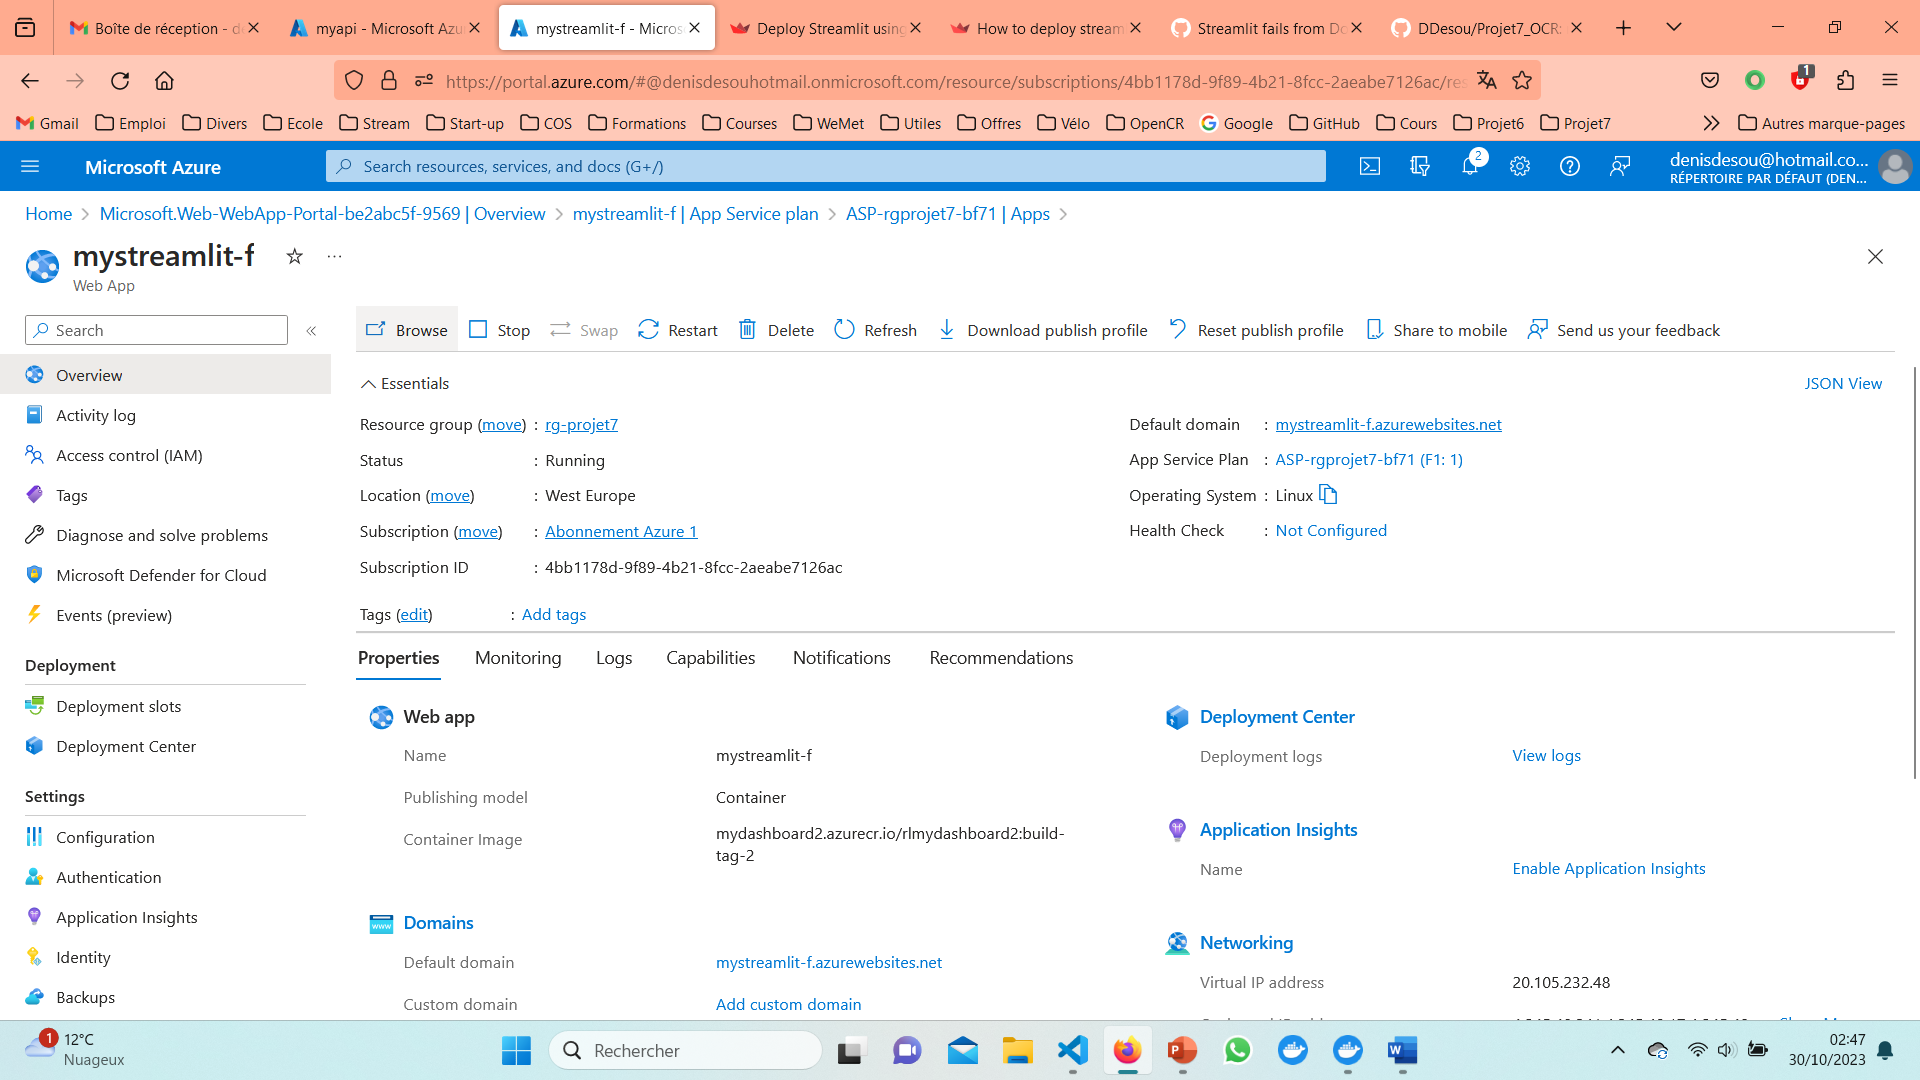 Boîte de réception - d
myapi - Microsoft Azu
mystreamlit-f - Micros
Deploy Streamlit using
How to deploy stream
Streamlit fails from Do
DDesou/Projet7_OCR:
https://portal.azure.com/#@denisdesouhotmail.onmicrosoft.com/resource/subscriptions/4bb1178d-9f89-4b21-8fcc-2aeabe7126ac/res
1
Gmail Emploi Divers Ecole Stream Start-up COS Formations Courses WeMet Utiles Offres Vélo OpenCR Google GitHub Cours Projet6 Projet7 Autres marque-pages
Microsoft Azure
Search resources, services, and docs (G+/)
2
denisdesou@hotmail.co...
RÉPERTOIRE PAR DÉFAUT (DEN...
Home > Microsoft.Web-WebApp-Portal-be2abc5f-9569 | Overview > mystreamlit-f | App Service plan > ASP-rgprojet7-bf71 | Apps >
mystreamlit-f
Web App
Search
Overview
Activity log
Access control (IAM)
Tags
Diagnose and solve problems
Microsoft Defender for Cloud
Events (preview)
Deployment
Deployment slots
Deployment Center
Settings
Configuration
Authentication
Application Insights
Identity
Backups
Browse Stop Swap Restart Delete Refresh Download publish profile Reset publish profile Share to mobile Send us your feedback
Essentials
JSON View
Resource group (move) : rg-projet7
Status : Running
Location (move) : West Europe
Subscription (move) : Abonnement Azure 1
Subscription ID : 4bb1178d-9f89-4b21-8fcc-2aeabe7126ac
Default domain : mystreamlit-f.azurewebsites.net
App Service Plan : ASP-rgprojet7-bf71 (F1: 1)
Operating System : Linux
Health Check : Not Configured
Tags (edit) : Add tags
Properties Monitoring Logs Capabilities Notifications Recommendations
Web app
Name mystreamlit-f
Publishing model Container
Container Image mydashboard2.azurecr.io/rlmydashboard2:build-
tag-2
Domains
Default domain mystreamlit-f.azurewebsites.net
Custom domain Add custom domain
Deployment Center
Deployment logs View logs
Application Insights
Name Enable Application Insights
Networking
Virtual IP address 20.105.232.48
1
12°C
Nuageux
Rechercher
02:47
30/10/2023